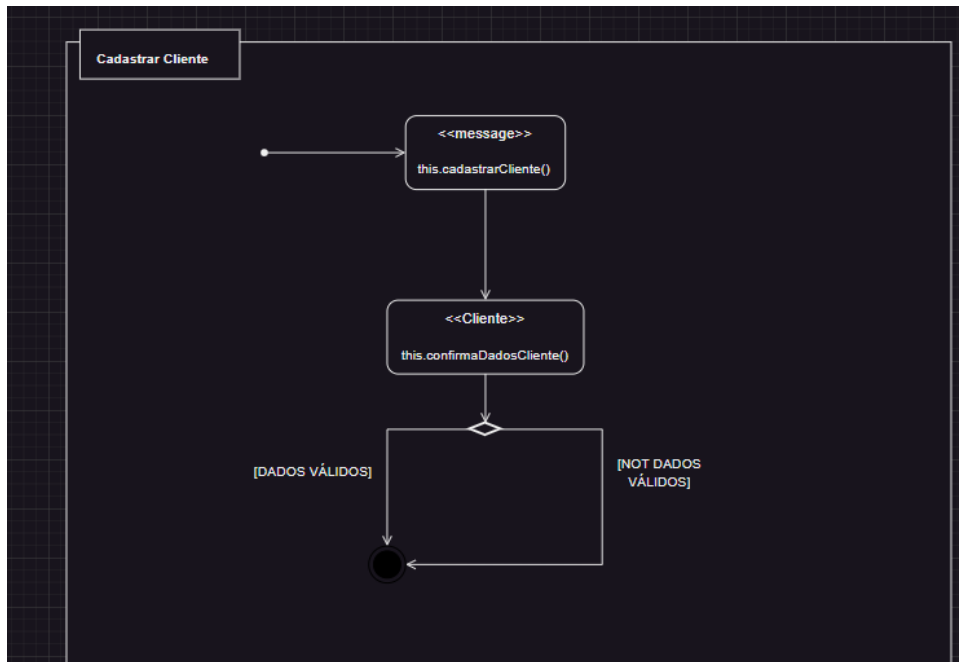 Cadastrar Cliente
<<message>>
this.cadastrarCliente()
<<Cliente>>
this.confirmaDadosCliente()
[DADOS VÁLIDOS]
[NOT DADOS
VÁLIDOS]